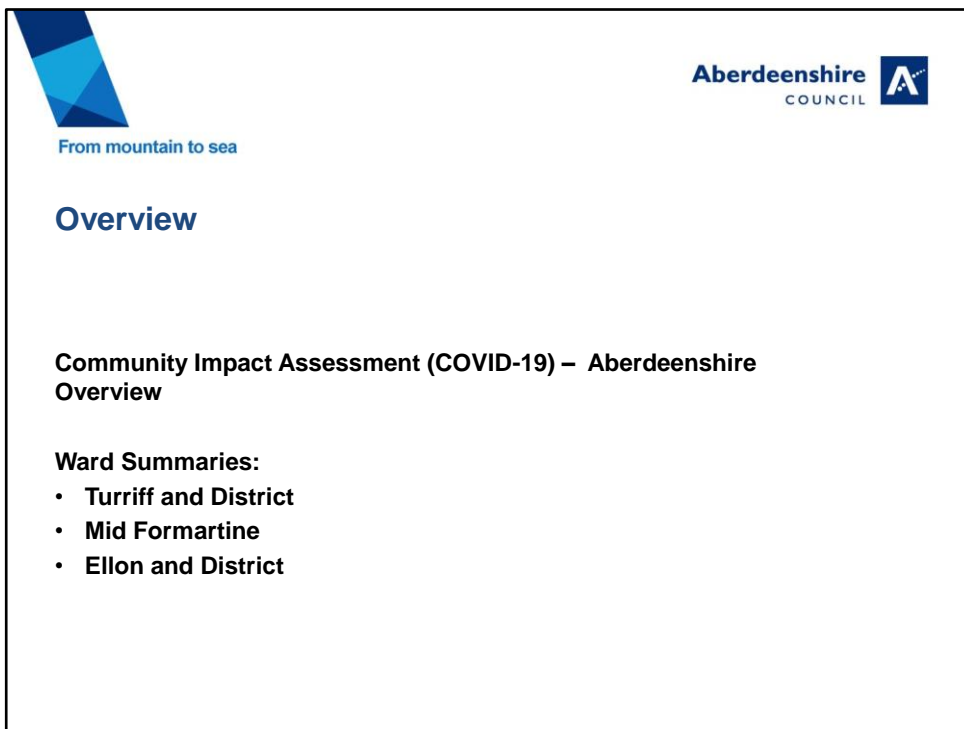 Aberdeenshire
COUNCIL
From mountain to sea
Overview
Community Impact Assessment (COVID-19) – Aberdeenshire
Overview
Ward Summaries:
• Turriff and District
• Mid Formartine
• Ellon and District